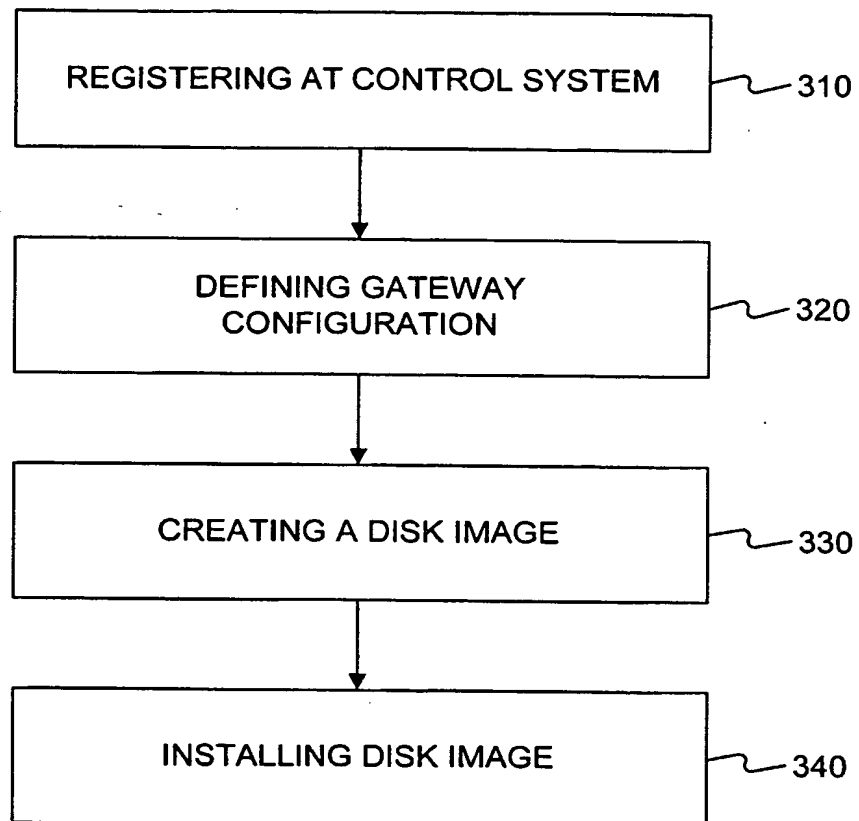 REGISTERING AT CONTROL SYSTEM
310
DEFINING GATEWAY
CONFIGURATION
320
CREATING A DISK IMAGE
330
INSTALLING DISK IMAGE
340